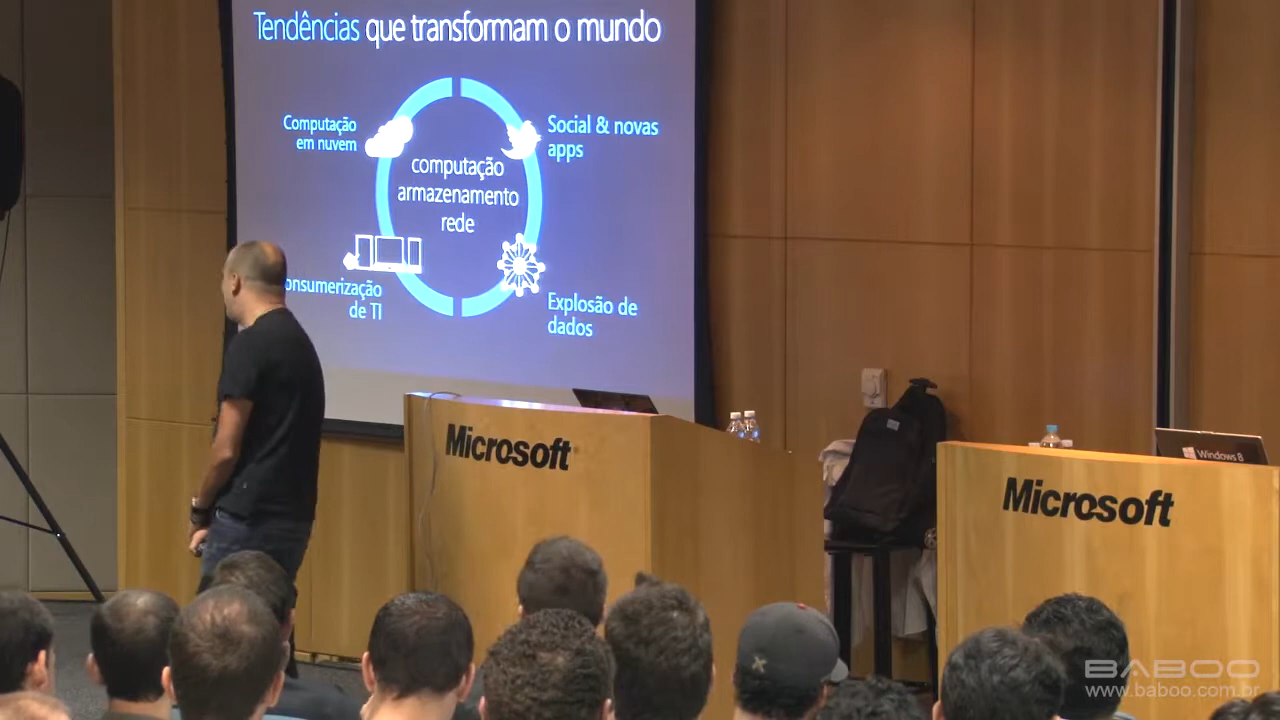 Tendências que transformam o mundo
Computação
em nuvem
Social & novas
apps
computação
armazenamento
rede
onsumerização
de TI
Explosão de
dados
Microsoft
Microsoft
Windows 8
BABOO
www.baboo.com.br